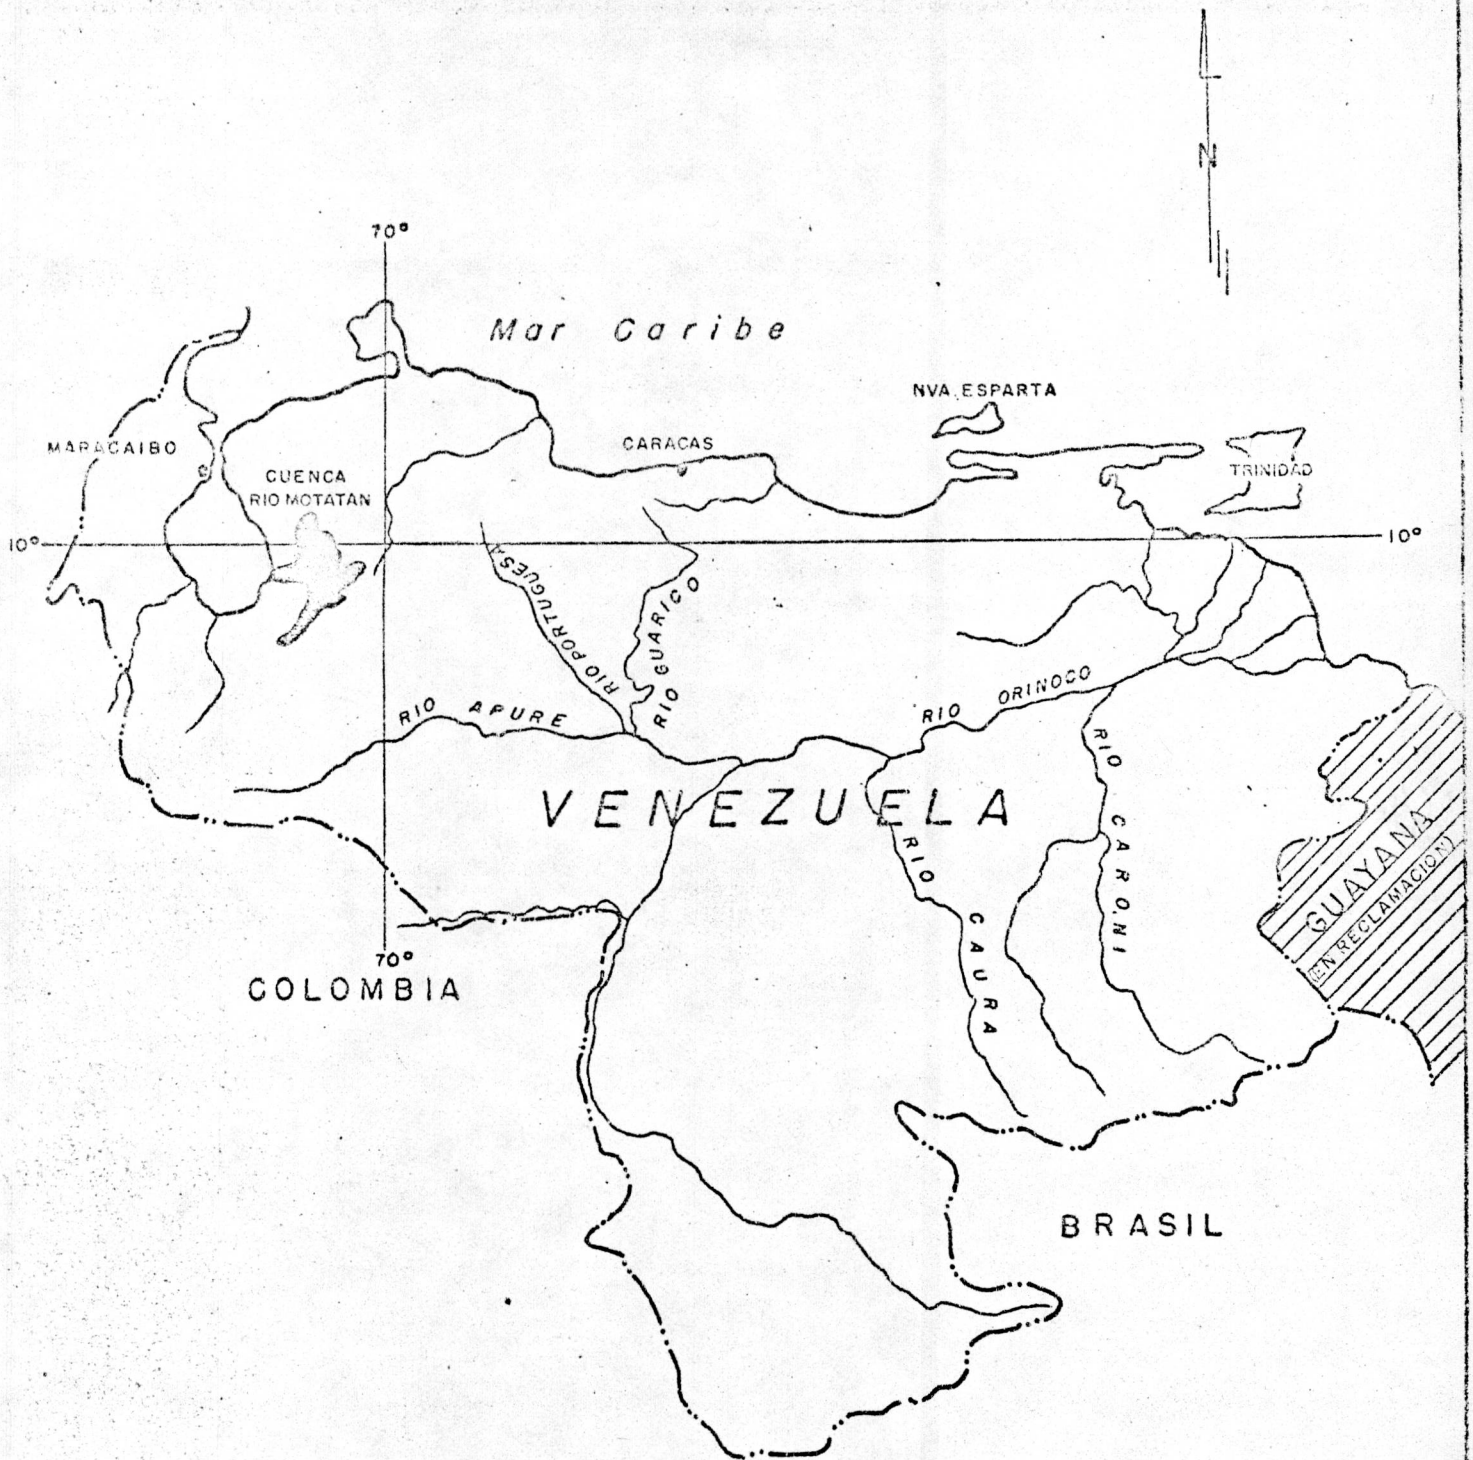 N
70°
Mar Caribe
NVA. ESPARTA
MARACAIBO
CARACAS
TRINIDAD
CUENCA
RIO MOTATAN
10°
10°
RIO PORTUGUESA
RIO GUARICO
RIO APURE
RIO ORINOCO
RIO CARONI
VENEZUELA
RIO CAURA
GUAYANA
(EN RECLAMACION)
70°
COLOMBIA
BRASIL